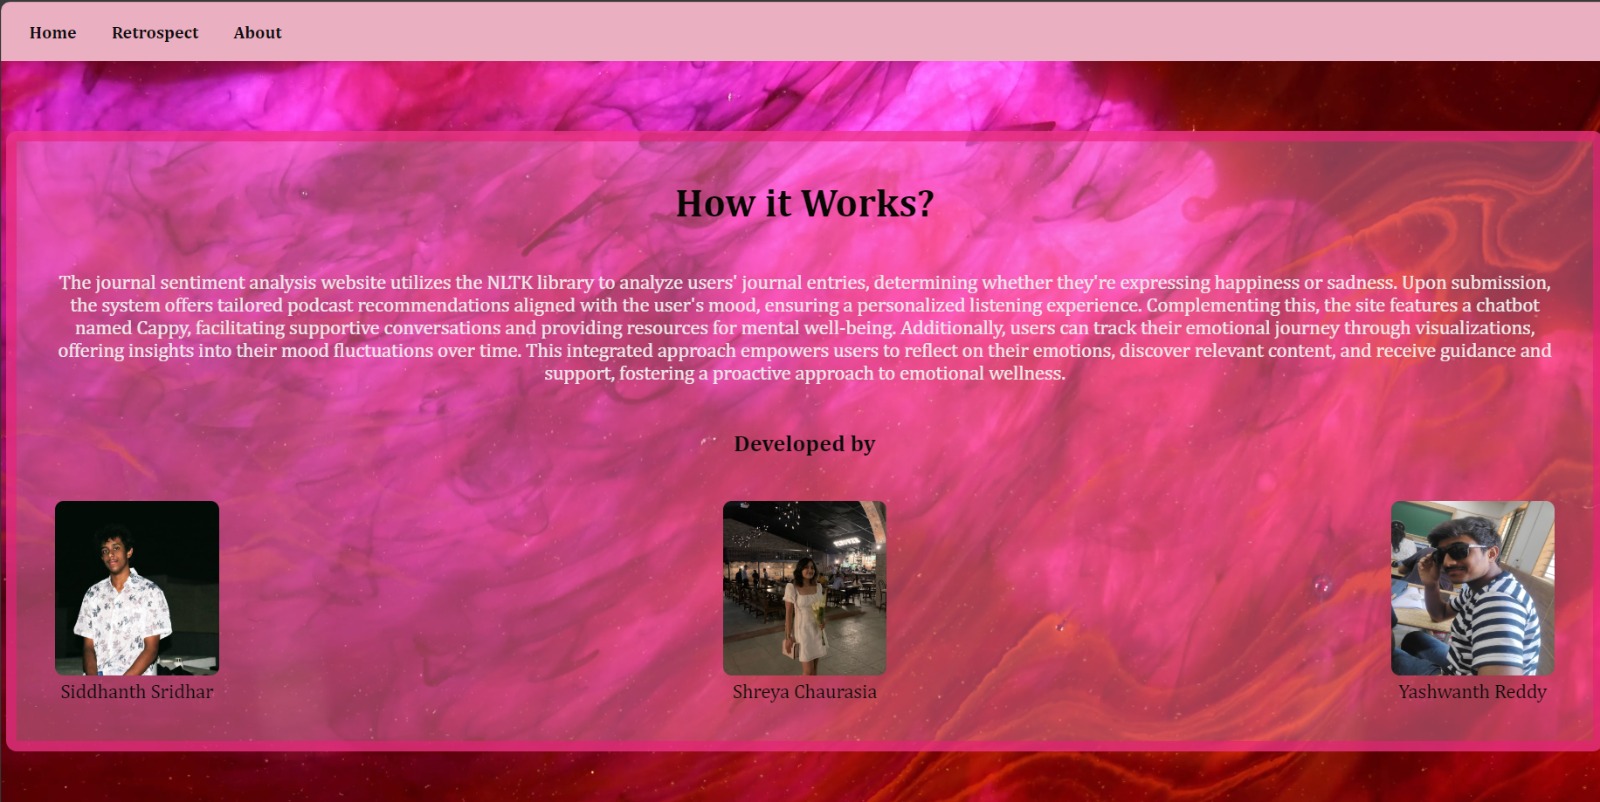 Home Retrospect About
How it Works?
The journal sentiment analysis website utilizes the NLTK library to analyze users' journal entries, determining whether they're expressing happiness or sadness. Upon submission,
the system offers tailored podcast recommendations aligned with the user's mood, ensuring a personalized listening experience. Complementing this, the site features a chatbot
named Cappy, facilitating supportive conversations and providing resources for mental well-being. Additionally, users can track their emotional journey through visualizations,
offering insights into their mood fluctuations over time. This integrated approach empowers users to reflect on their emotions, discover relevant content, and receive guidance and
support, fostering a proactive approach to emotional wellness.
Developed by
Siddhanth Sridhar Shreya Chaurasia Yashwanth Reddy